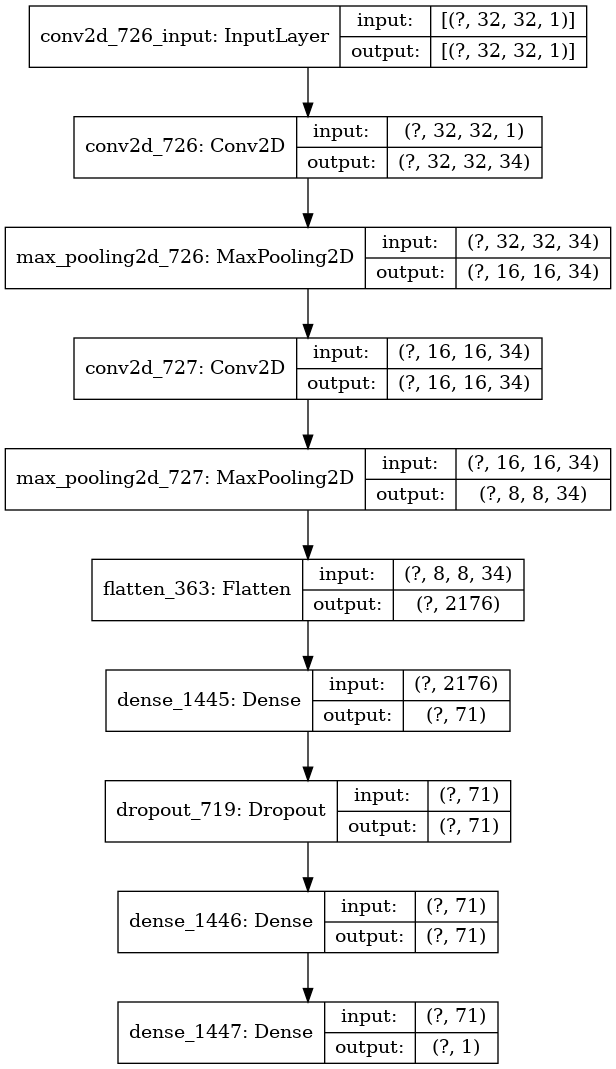 conv2d_726_input: InputLayer
input: [(?, 32, 32, 1)]
output: [(?, 32, 32, 1)]
conv2d_726: Conv2D
input: (?, 32, 32, 1)
output: (?, 32, 32, 34)
max_pooling2d_726: MaxPooling2D
input: (?, 32, 32, 34)
output: (?, 16, 16, 34)
conv2d_727: Conv2D
input: (?, 16, 16, 34)
output: (?, 16, 16, 34)
max_pooling2d_727: MaxPooling2D
input: (?, 16, 16, 34)
output: (?, 8, 8, 34)
flatten_363: Flatten
input: (?, 8, 8, 34)
output: (?, 2176)
dense_1445: Dense
input: (?, 2176)
output: (?, 71)
dropout_719: Dropout
input: (?, 71)
output: (?, 71)
dense_1446: Dense
input: (?, 71)
output: (?, 71)
dense_1447: Dense
input: (?, 71)
output: (?, 1)